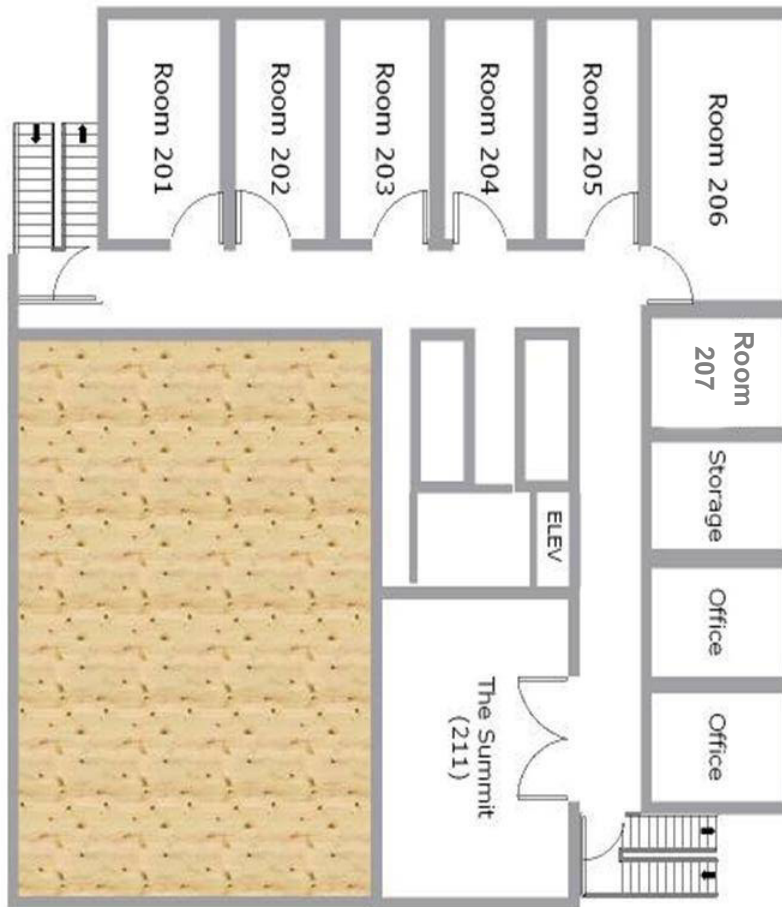 Room 201
Room 202
Room 203
Room 204
Room 205
Room 206
Room
207
Storage
Office
Office
ELEV
The Summit
(211)